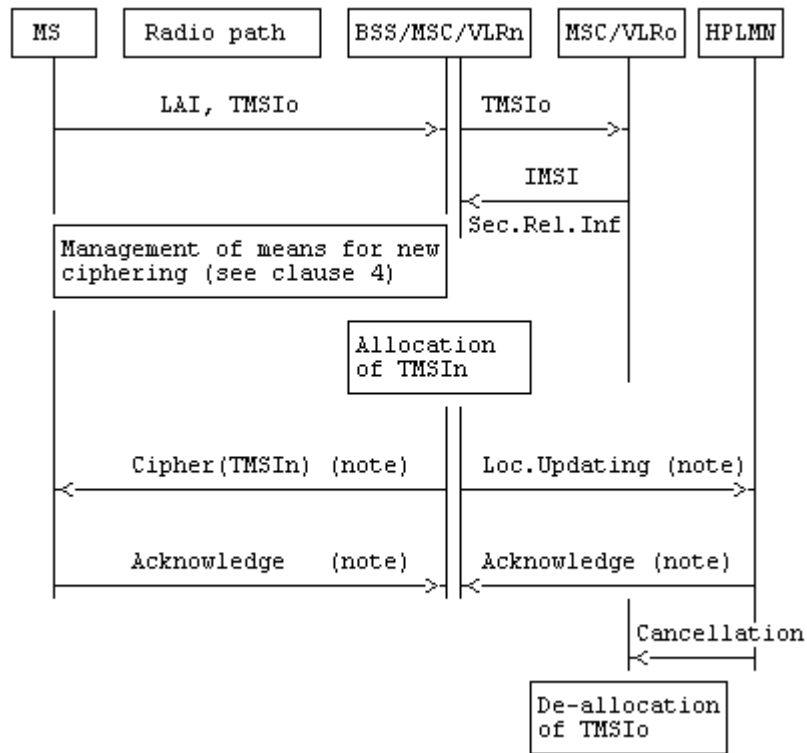 MS
Radio path
BSS/MSC/VLRn
MSC/VLRo
HPLMN
LAI, TMSIo
TMSIo
IMSI
Sec.Rel.Inf
Management of means for new
ciphering (see clause 4)
Allocation
of TMSIn
Cipher(TMSIn) (note)
Loc.Updating (note)
Acknowledge (note)
Acknowledge (note)
Cancellation
De-allocation
of TMSIo